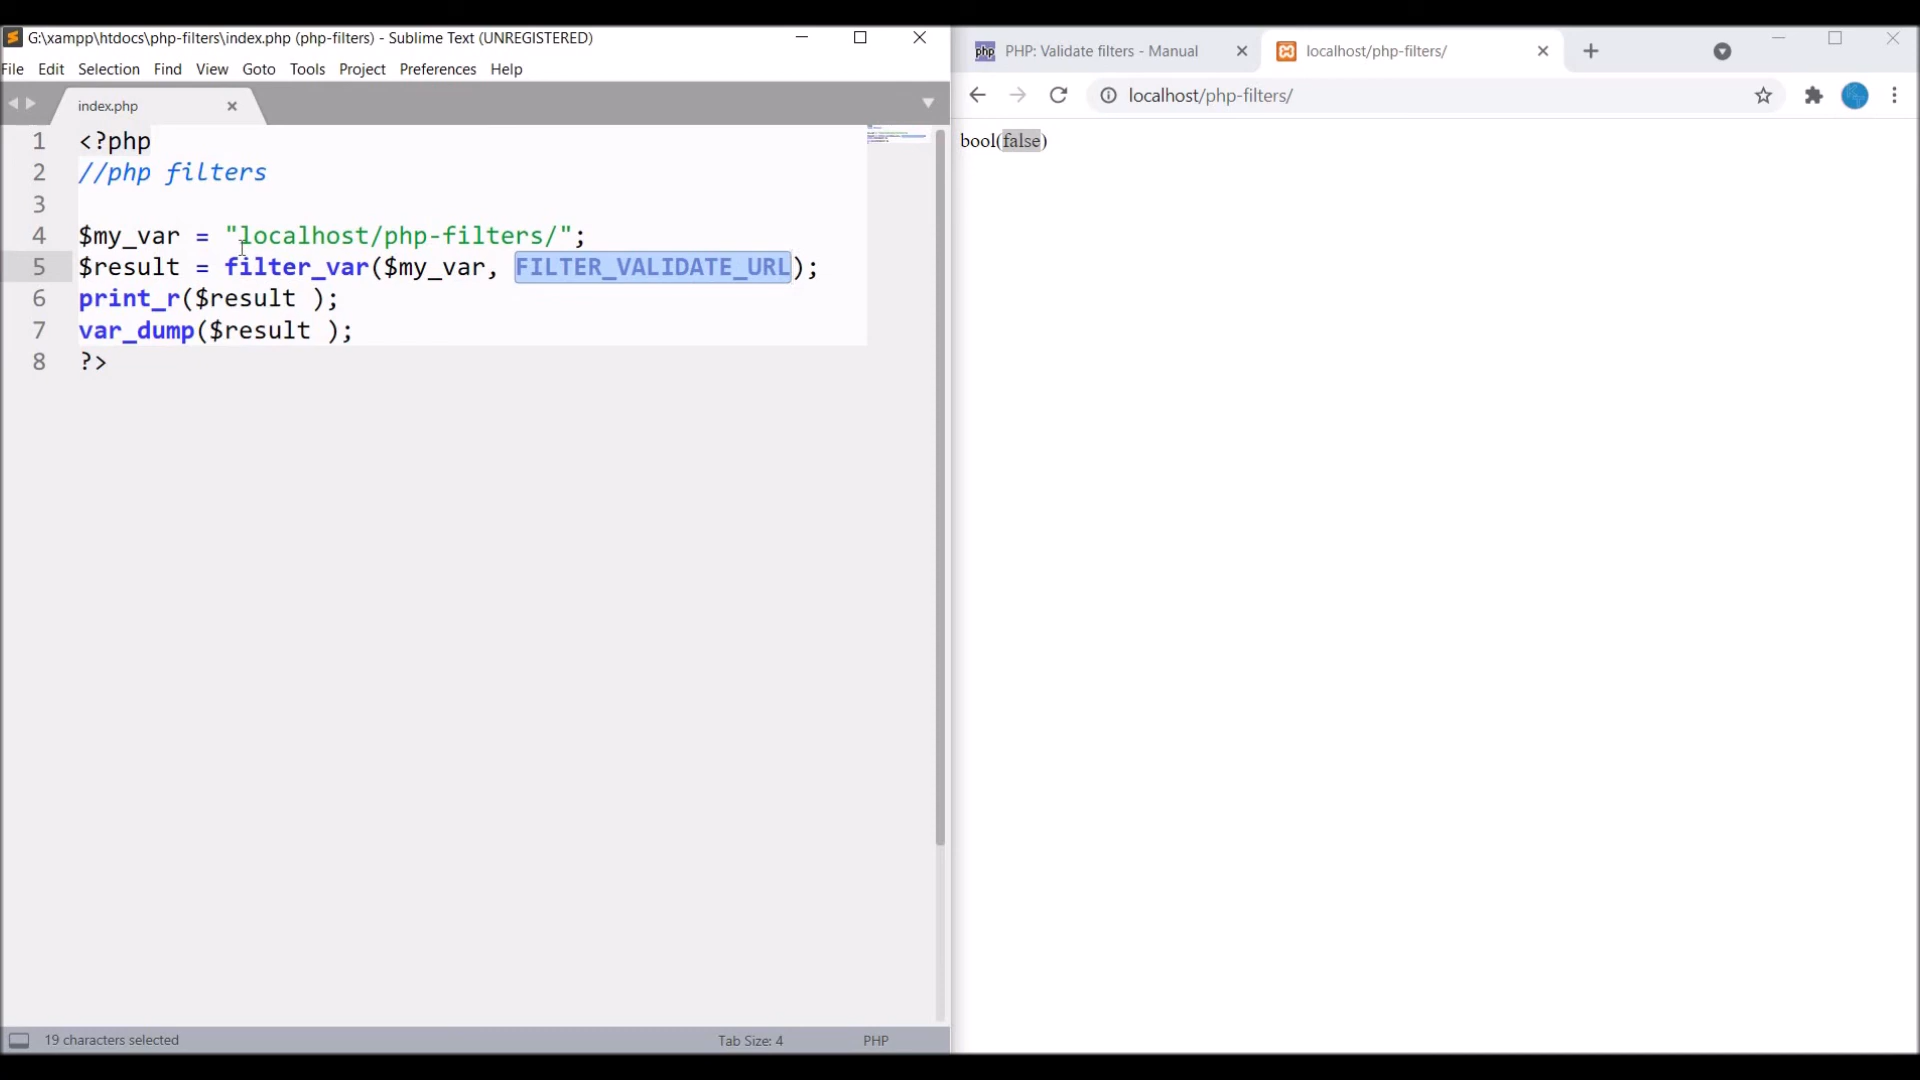 G:\xampp\htdocs\php-filters\index.php (php-filters) - Sublime Text (UNREGISTERED)
File Edit Selection Find View Goto Tools Project Preferences Help
index.php
1 <?php
2 //php filters
3
4 $my_var = "localhost/php-filters/";
5 $result = filter_var($my_var, FILTER_VALIDATE_URL);
6 print_r($result );
7 var_dump($result );
8 ?>
19 characters selected
Tab Size: 4
PHP
php PHP: Validate filters - Manual
localhost/php-filters/
localhost/php-filters/
bool(false)